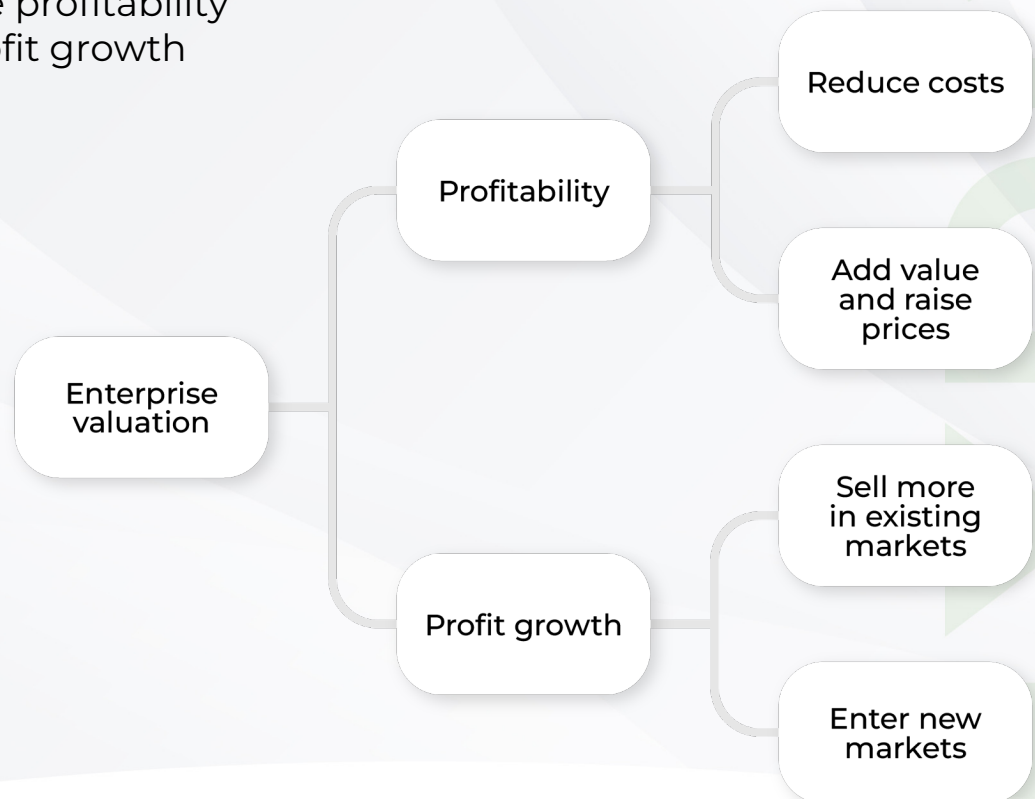 profitability
growth
Reduce costs
Profitability
Add value
and raise
prices
Enterprise
valuation
Sell more
in existing
markets
Profit growth
Enter new
markets